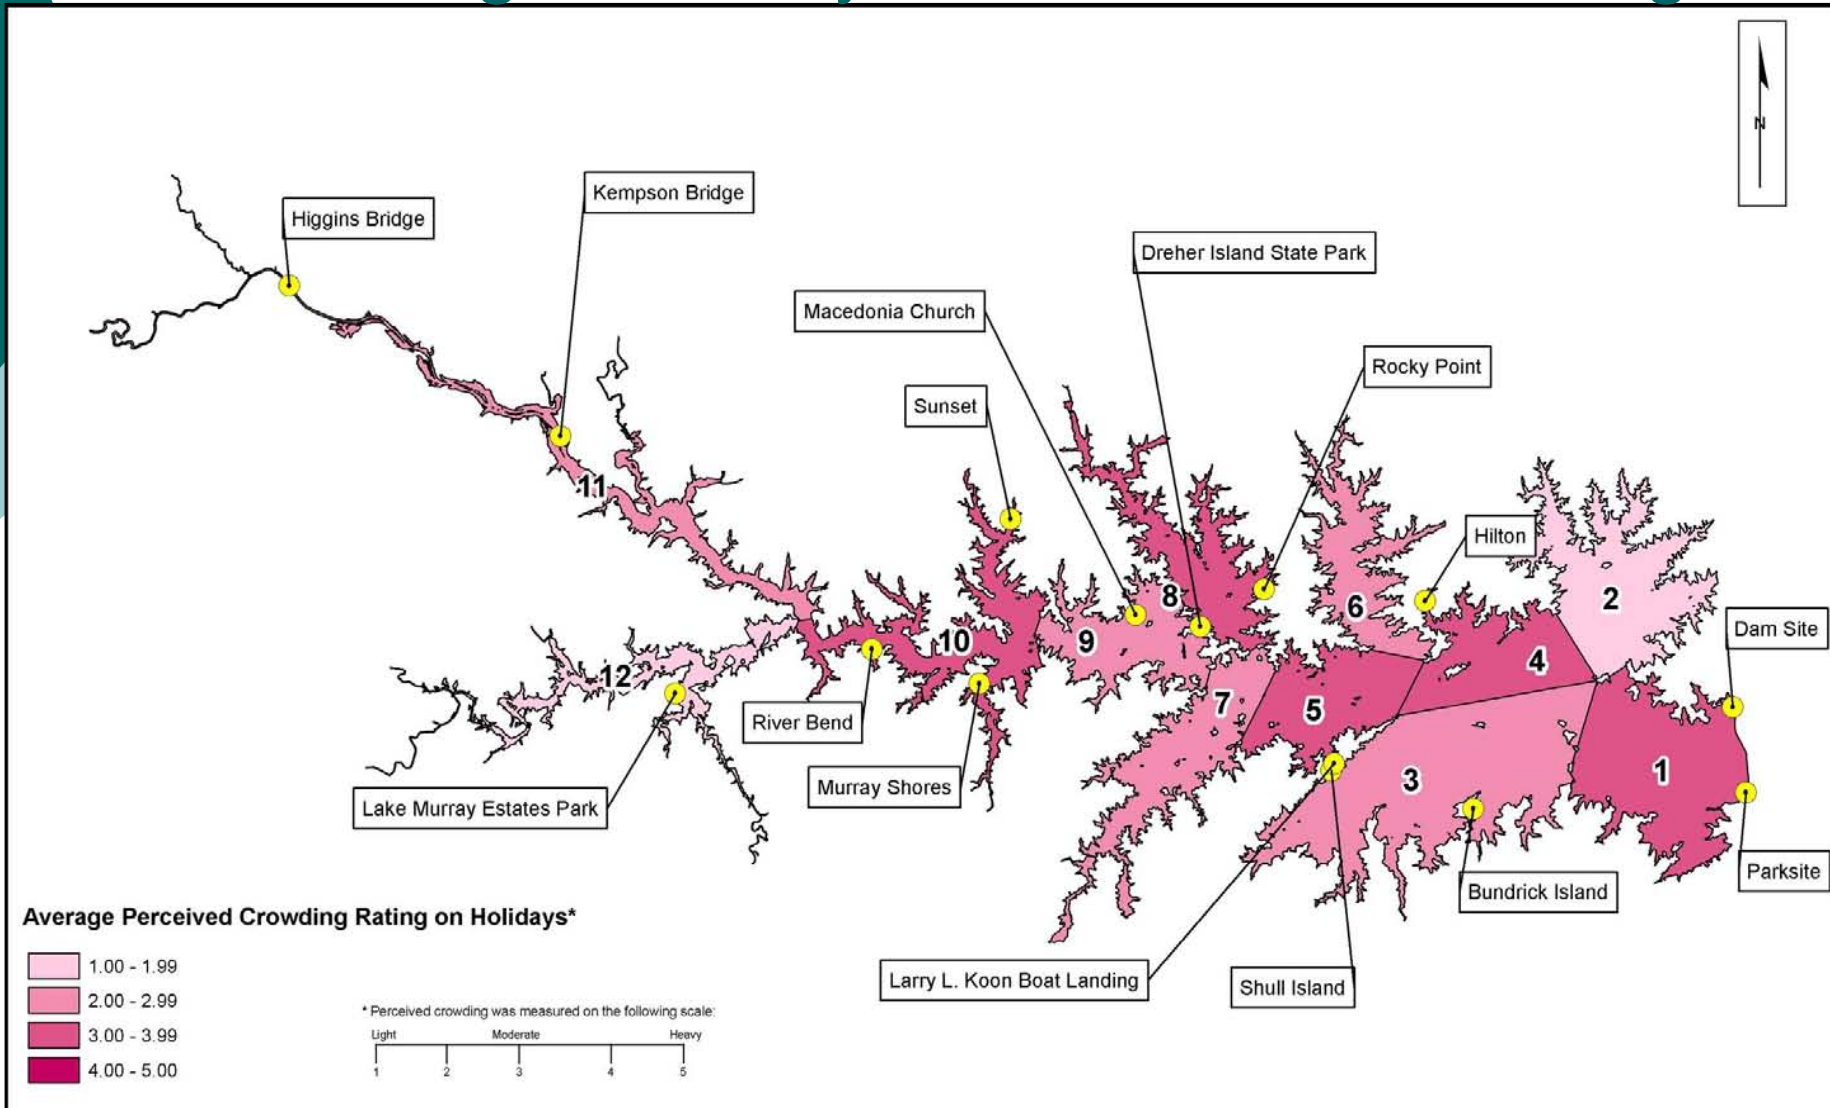 N
Kempson Bridge
Higgins Bridge
Dreher Island State Park
Macedonia Church
Rocky Point
Sunset
11
Hilton
8
6
2
Dam Site
10
9
4
12
7
5
River Bend
3
1
Murray Shores
Lake Murray Estates Park
Parksite
Bundrick Island
Larry L. Koon Boat Landing
Shull Island
Average Perceived Crowding Rating on Holidays*
1.00 - 1.99
2.00 - 2.99
3.00 - 3.99
4.00 - 5.00
* Perceived crowding was measured on the following scale:
Light Moderate Heavy
1 2 3 4 5